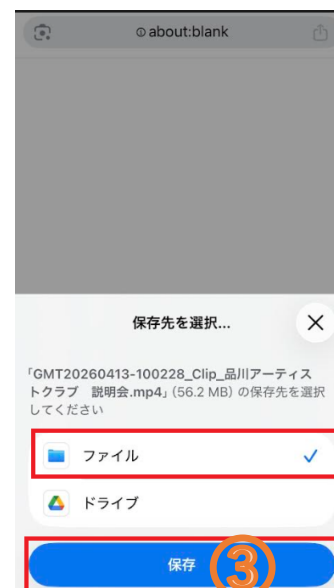 about:blank
保存先を選択...
「GMT20260413-100228_Clip_品川アーティス
トクラブ 説明会.mp4」(56.2 MB) の保存先を選択
してください
ファイル
ドライブ
保存
③